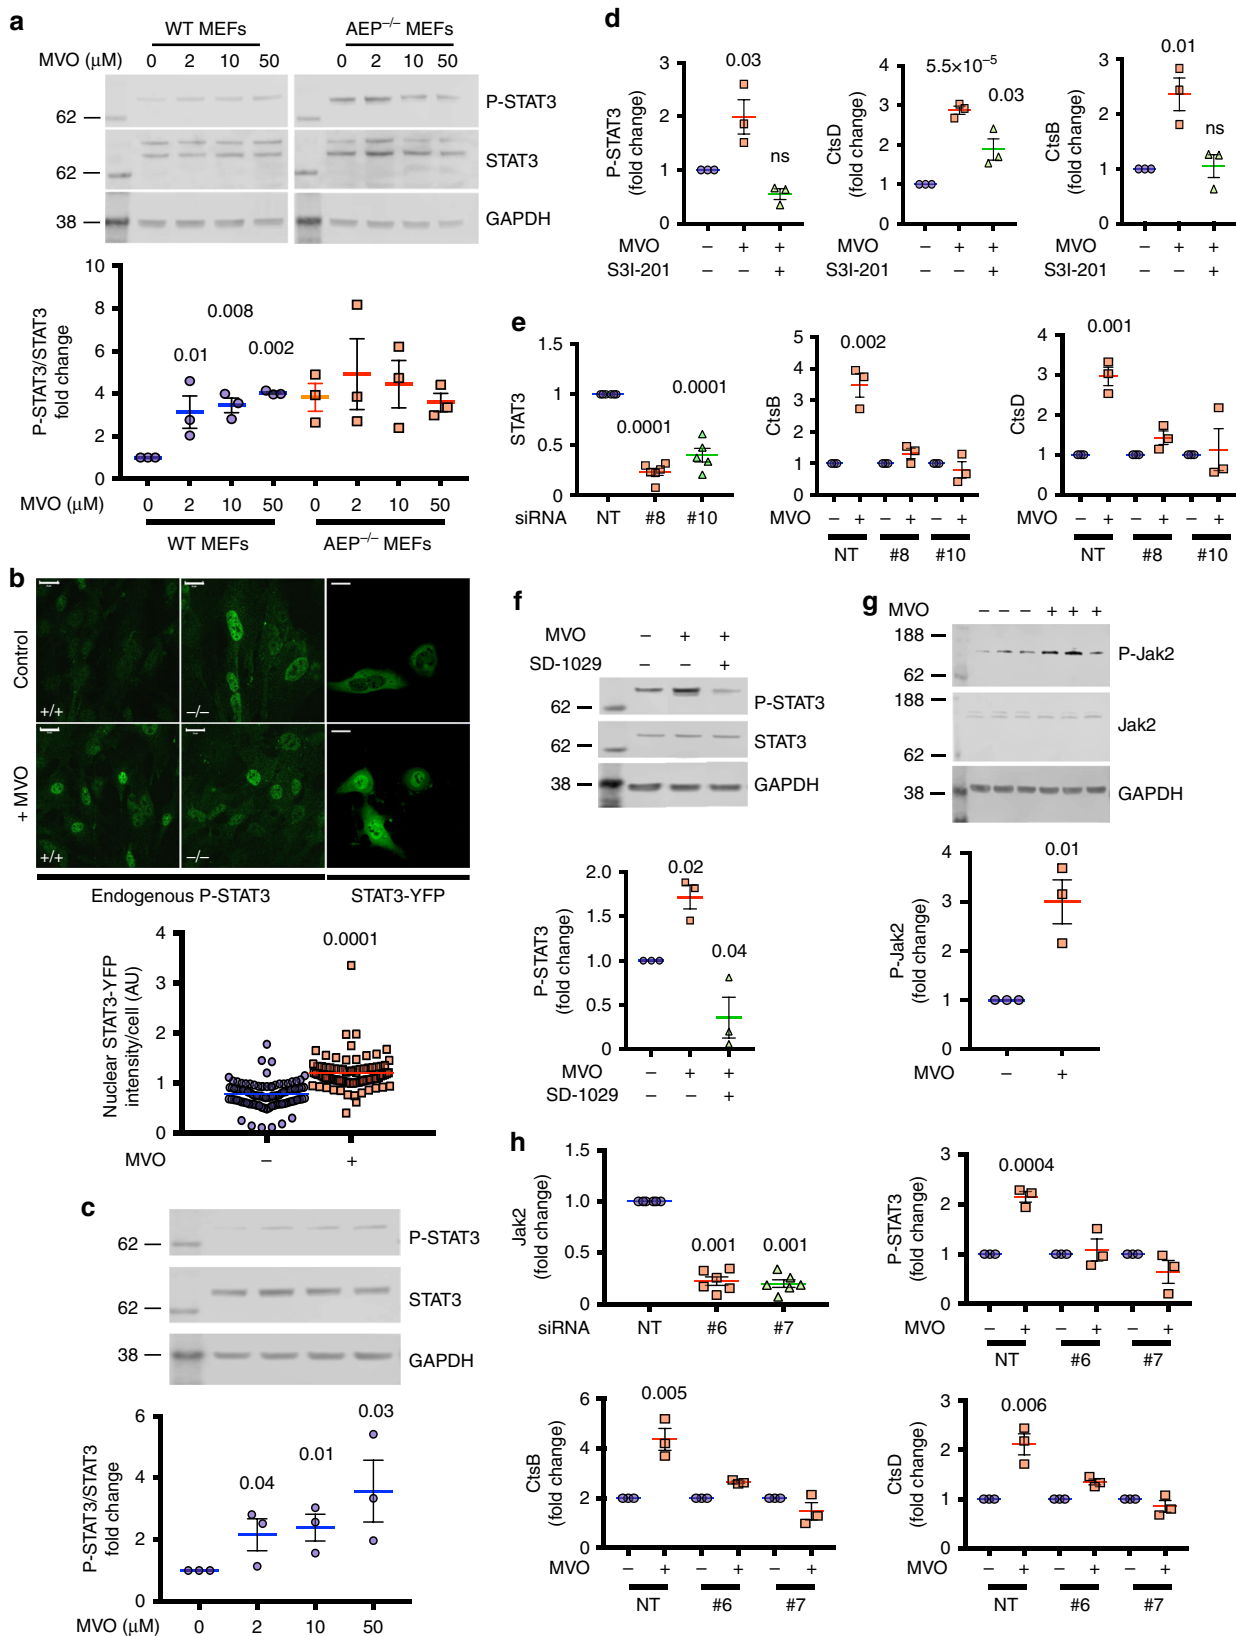 a
WT MEFs
AEP–/– MEFs
MVO (μM) 0 2 10 50 0 2 10 50
62
P-STAT3
62
STAT3
38
GAPDH
P-STAT3/STAT3
fold change
10
8
6
4
2
0
0.01
0.008
0.002
MVO (μM) 0 2 10 50 0 2 10 50
WT MEFs
AEP–/– MEFs
b
Control
+ MVO
+/+
–/–
+/+
–/–
Endogenous P-STAT3
STAT3-YFP
Nuclear STAT3-YFP
intensity/cell (AU)
4
3
2
1
0
0.0001
MVO – +
c
62
P-STAT3
62
STAT3
38
GAPDH
P-STAT3/STAT3
fold change
6
4
2
0
0.04
0.01
0.03
MVO (μM) 0 2 10 50
d
P-STAT3
(fold change)
3
2
1
0
0.03
ns
MVO – + +
S3I-201 – – +
CtsD
(fold change)
4
3
2
1
0
5.5×10–5
0.03
MVO – + +
S3I-201 – – +
CtsB
(fold change)
3
2
1
0
0.01
ns
MVO – + +
S3I-201 – – +
e
STAT3
1.5
1
0.5
0
0.0001
0.0001
siRNA NT #8 #10
CtsB
5
4
3
2
1
0
0.002
MVO – + – + – +
NT #8 #10
CtsD
4
3
2
1
0
0.001
MVO – + – + – +
NT #8 #10
f
MVO – + +
SD-1029 – – +
62
P-STAT3
62
STAT3
38
GAPDH
P-STAT3
(fold change)
2.0
1.5
1.0
0.5
0
0.02
0.04
MVO – + +
SD-1029 – – +
g
MVO – – – + + +
188
62
P-Jak2
188
62
Jak2
38
GAPDH
P-Jak2
(fold change)
4
3
2
1
0
0.01
MVO – +
h
Jak2
(fold change)
1.5
1.0
0.5
0
0.001
0.001
siRNA NT #6 #7
P-STAT3
(fold change)
3
2
1
0
0.0004
MVO – + – + – +
NT #6 #7
CtsB
(fold change)
6
4
2
0
0.005
MVO – + – + – +
NT #6 #7
CtsD
(fold change)
3
2
1
0
0.006
MVO – + – + – +
NT #6 #7